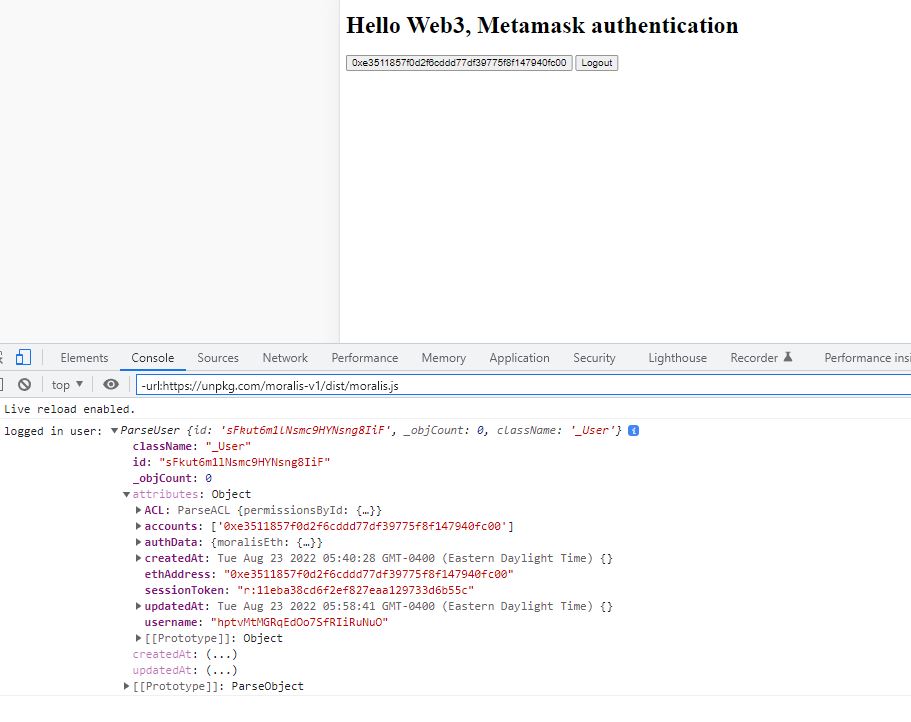 Hello Web3, Metamask authentication
0xe3511857f0d2f6cddd77df39775f8f147940fc00 Logout
Elements Console Sources Network Performance Memory Application Security Lighthouse Recorder Performance insi
top -url:https://unpkg.com/moralis-v1/dist/moralis.js
Live reload enabled.
logged in user: ParseUser {id: 'sFkut6m1lNsmc9HYNsng8IiF', _objCount: 0, className: '_User'}
className: "_User"
id: "sFkut6m1lNsmc9HYNsng8IiF"
_objCount: 0
attributes: Object
ACL: ParseACL {permissionsById: {…}}
accounts: ['0xe3511857f0d2f6cddd77df39775f8f147940fc00']
authData: {moralisEth: {…}}
createdAt: Tue Aug 23 2022 05:40:28 GMT-0400 (Eastern Daylight Time) {}
ethAddress: "0xe3511857f0d2f6cddd77df39775f8f147940fc00"
sessionToken: "r:11eba38cd6f2ef827eaa129733d6b55c"
updatedAt: Tue Aug 23 2022 05:58:41 GMT-0400 (Eastern Daylight Time) {}
username: "hptvMtMGRqEdOo7SfRIiRuNuO"
[[Prototype]]: Object
createdAt: (...)
updatedAt: (...)
[[Prototype]]: ParseObject